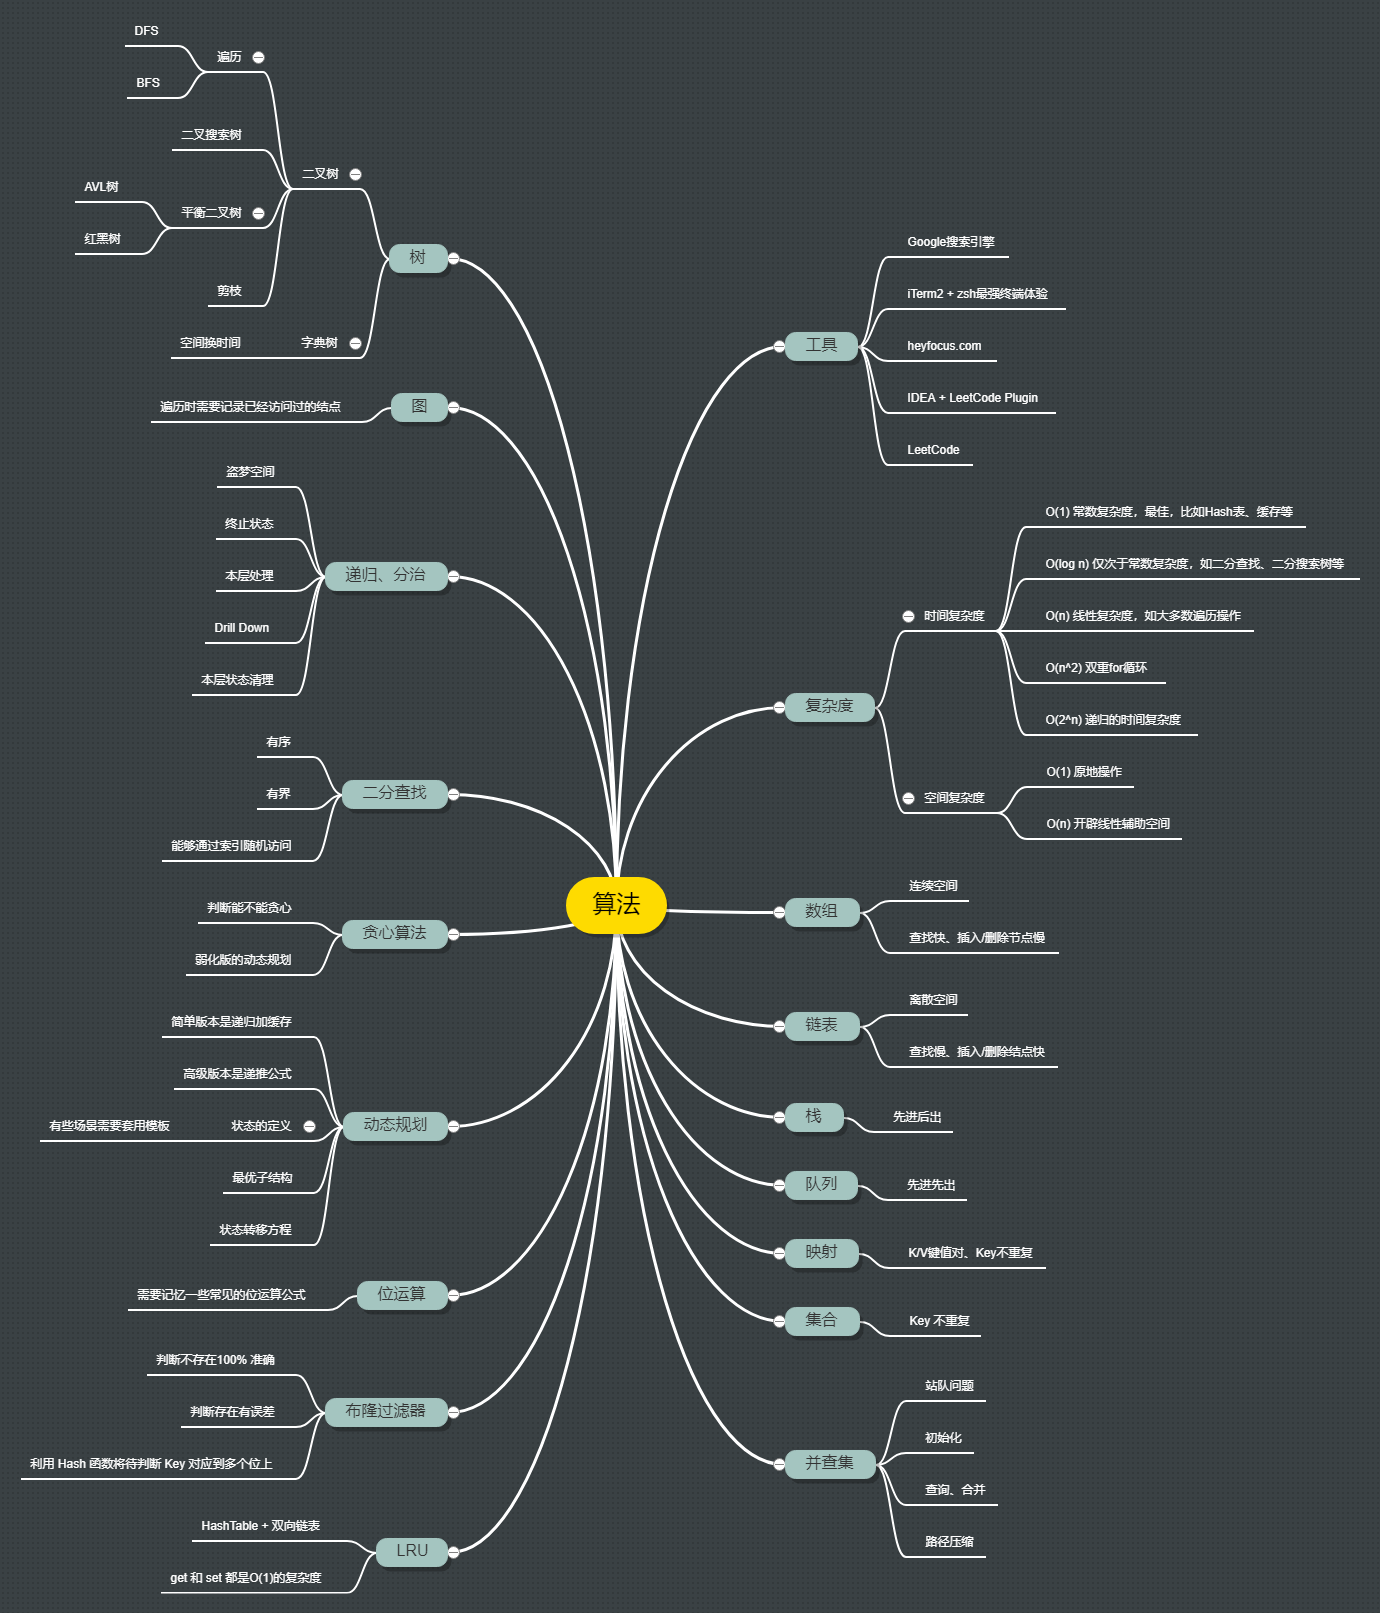 算法
工具
Google搜索引擎
iTerm2 + zsh最强终端体验
heyfocus.com
IDEA + LeetCode Plugin
LeetCode
复杂度
时间复杂度
O(1) 常数复杂度，最佳，比如Hash表、缓存等
O(log n) 仅次于常数复杂度，如二分查找、二分搜索树等
O(n) 线性复杂度，如大多数遍历操作
O(n^2) 双重for循环
O(2^n) 递归的时间复杂度
空间复杂度
O(1) 原地操作
O(n) 开辟线性辅助空间
数组
连续空间
查找快、插入/删除节点慢
链表
离散空间
查找慢、插入/删除结点快
栈
先进后出
队列
先进先出
映射
K/V键值对、Key不重复
集合
Key 不重复
并查集
站队问题
初始化
查询、合并
路径压缩
树
二叉树
遍历
DFS
BFS
二叉搜索树
平衡二叉树
AVL树
红黑树
剪枝
字典树
空间换时间
图
遍历时需要记录已经访问过的结点
递归、分治
盗梦空间
终止状态
本层处理
Drill Down
本层状态清理
二分查找
有序
有界
能够通过索引随机访问
贪心算法
判断能不能贪心
弱化版的动态规划
动态规划
简单版本是递归加缓存
高级版本是递推公式
状态的定义
有些场景需要套用模板
最优子结构
状态转移方程
位运算
需要记忆一些常见的位运算公式
布隆过滤器
判断不存在100% 准确
判断存在有误差
利用 Hash 函数将待判断 Key 对应到多个位上
LRU
HashTable + 双向链表
get 和 set 都是O(1)的复杂度